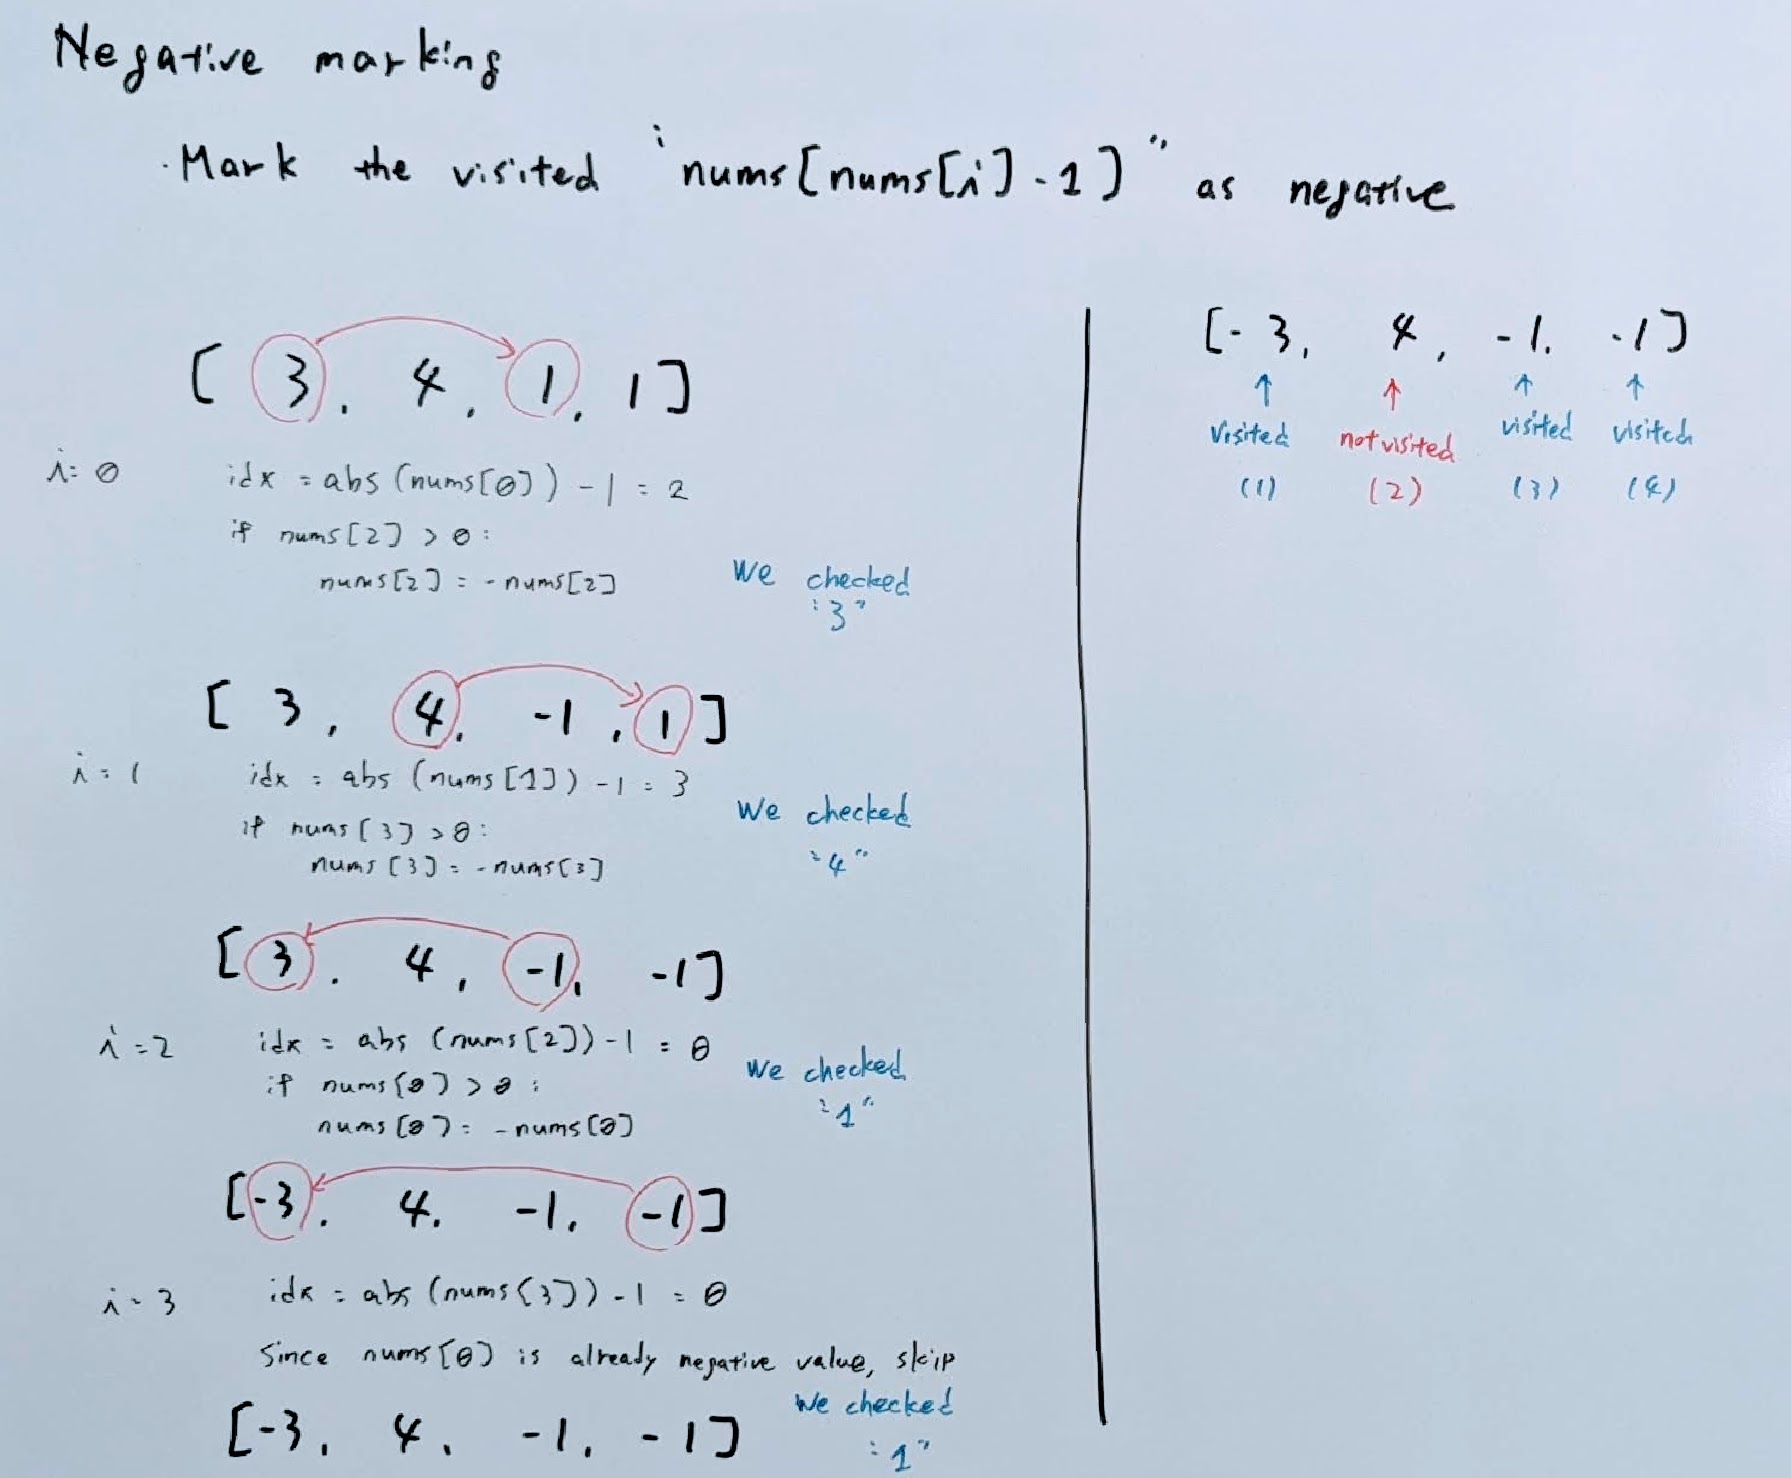 Negative marking
· Mark the visited "nums[nums[i]-1]" as negative
[ 3, 4, 1, 1 ]
i=0 idx = abs (nums[0]) - 1 = 2
if nums[2] > 0:
nums[2] = -nums[2]
We checked
"3"
[ 3, 4, -1, 1 ]
i=1 idx = abs (nums[1]) - 1 = 3
if nums[3] > 0:
nums[3] = -nums[3]
We checked
"4"
[ 3, 4, -1, -1 ]
i=2 idx = abs (nums[2]) - 1 = 0
if nums[0] > 0:
nums[0] = -nums[0]
We checked
"1"
[-3, 4, -1, -1 ]
i=3 idx = abs (nums[3]) - 1 = 0
Since nums[0] is already negative value, skip
We checked
"1"
[-3, 4, -1, -1 ]
[-3, 4, -1, -1 ]
Visited not visited visited visited
(1) (2) (3) (4)